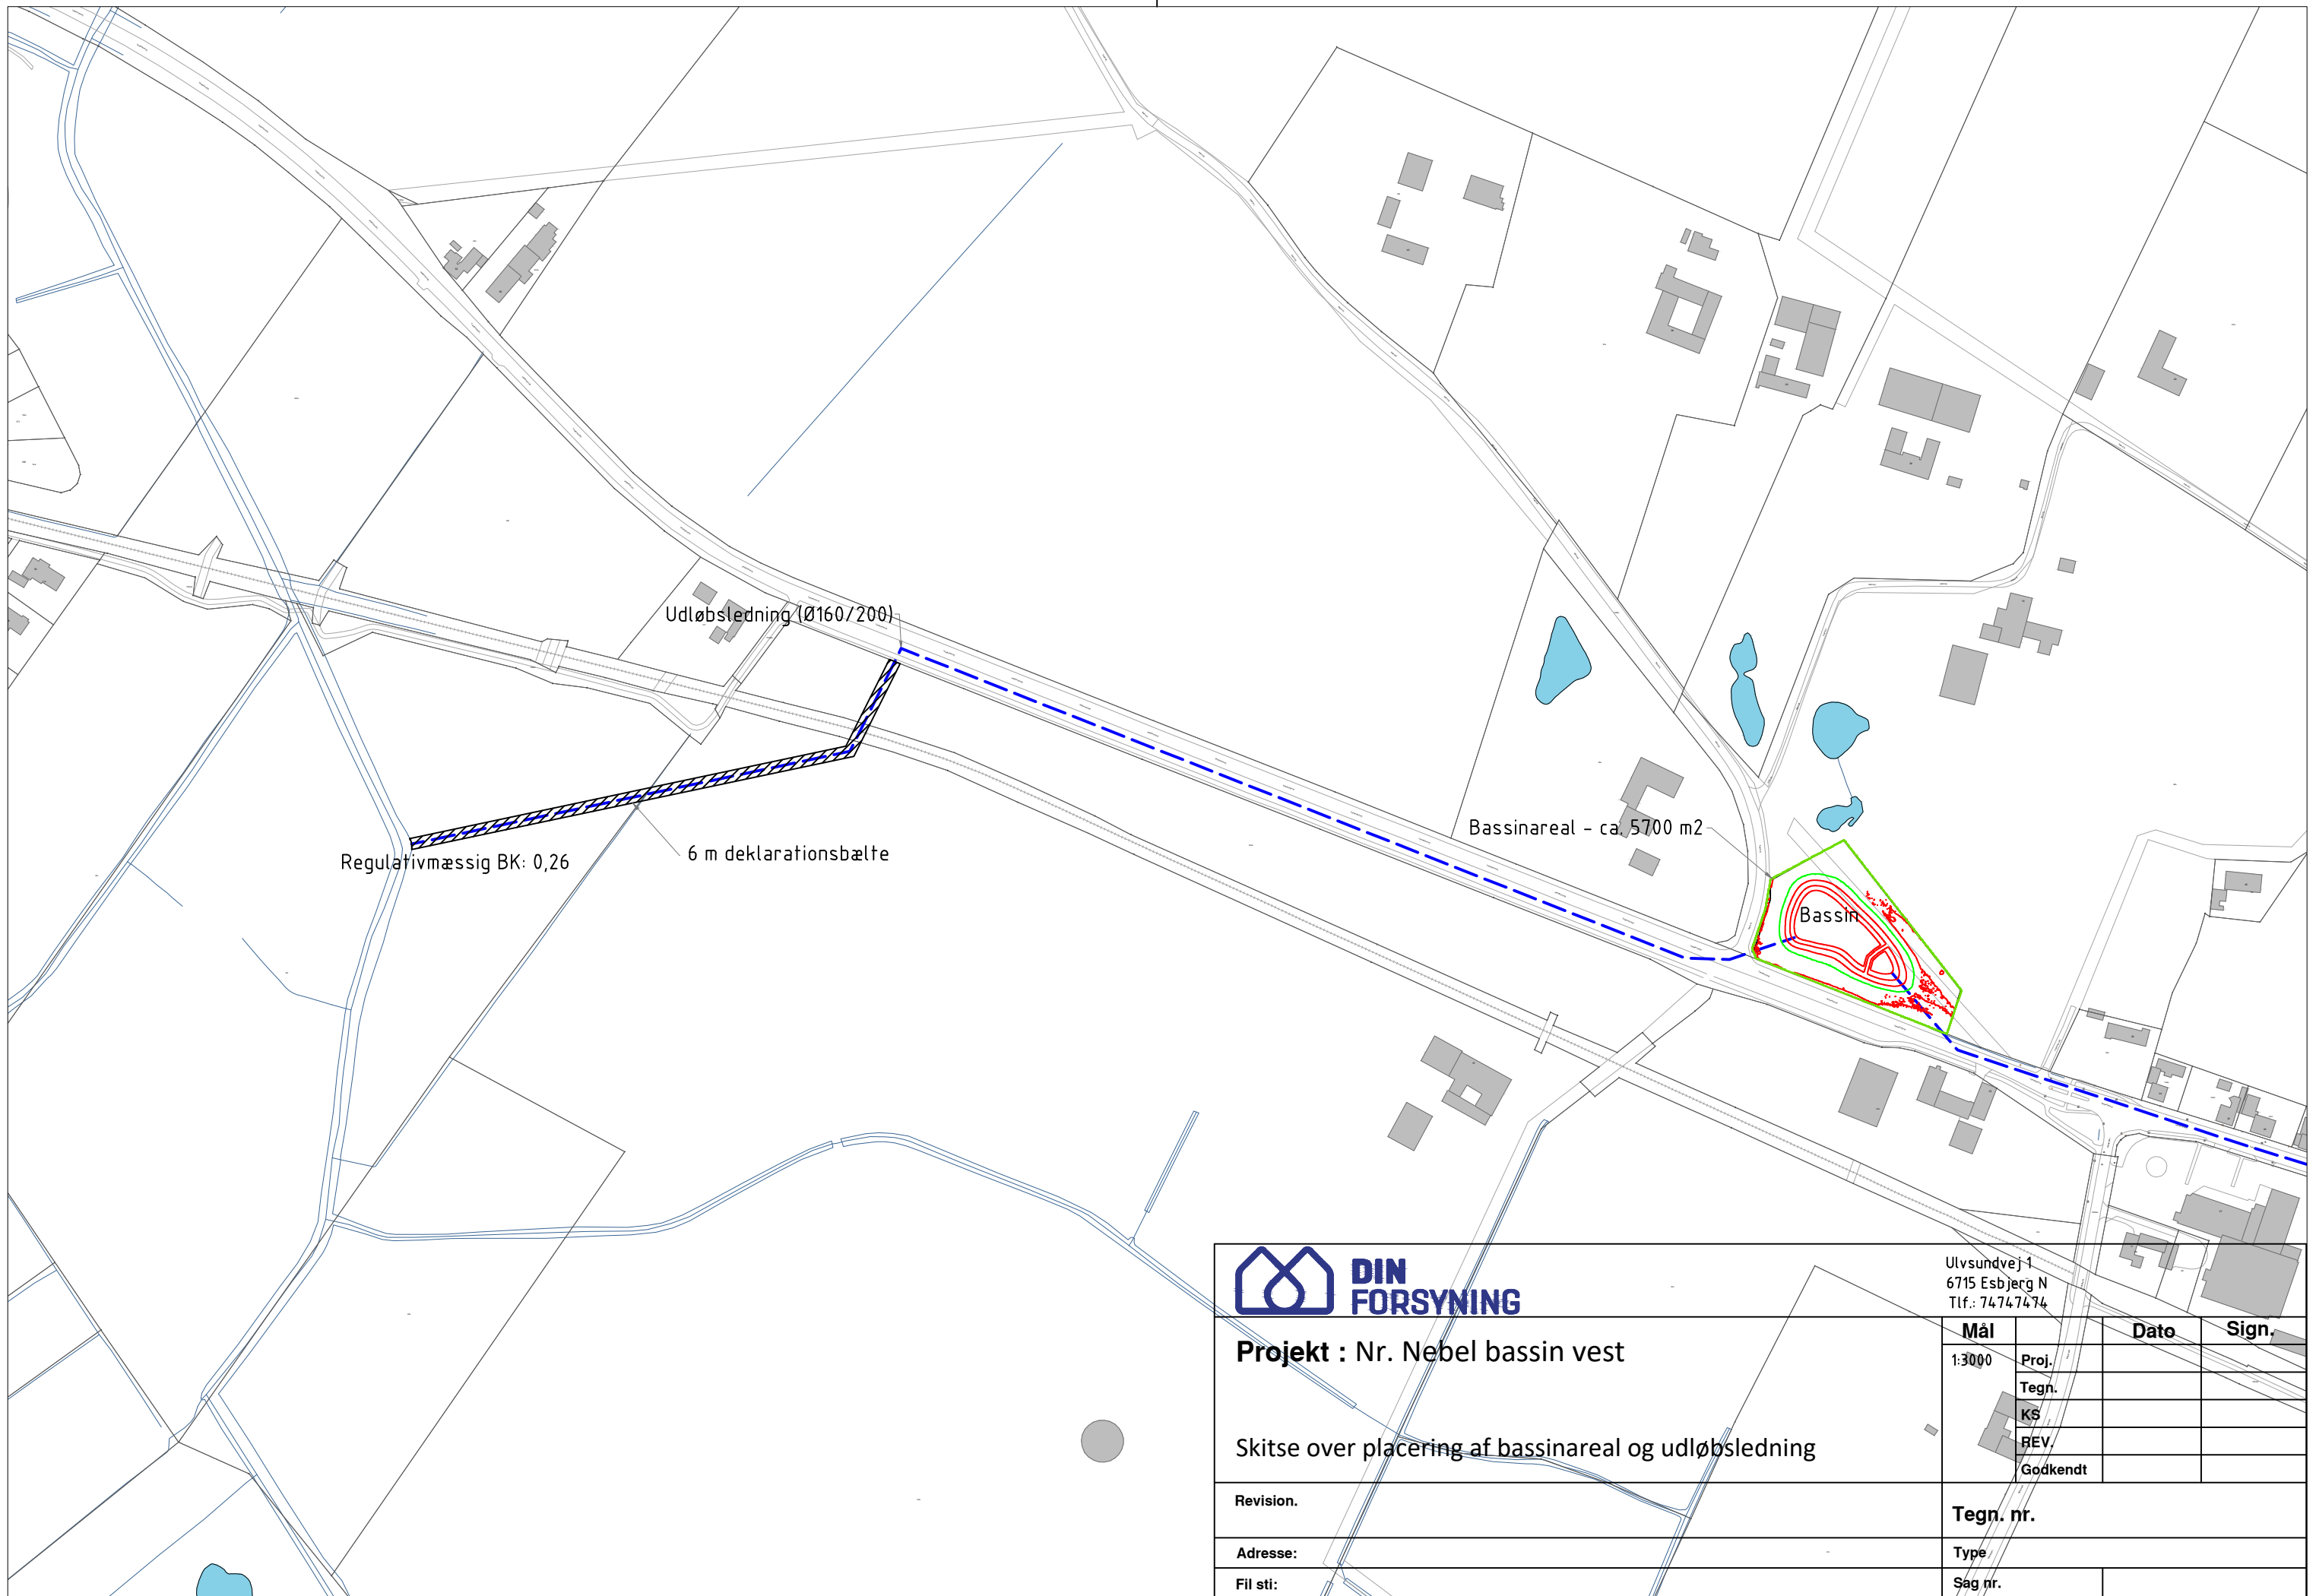 Udløbsledning (Ø160/200)
Bassinareal - ca. 5700 m2
Regulativmæssig BK: 0,26
6 m deklarationsbælte
Bassin
DIN
FORSYNING
Ulvsundvej 1
6715 Esbjerg N
Tlf.: 74747474
Projekt : Nr. Nebel bassin vest
Skitse over placering af bassinareal og udløbsledning
Mål
Dato
Sign.
1:3000
Proj.
Tegn.
KS
REV.
Godkendt
Revision.
Tegn. nr.
Adresse:
Type
Fil sti:
Sag nr.